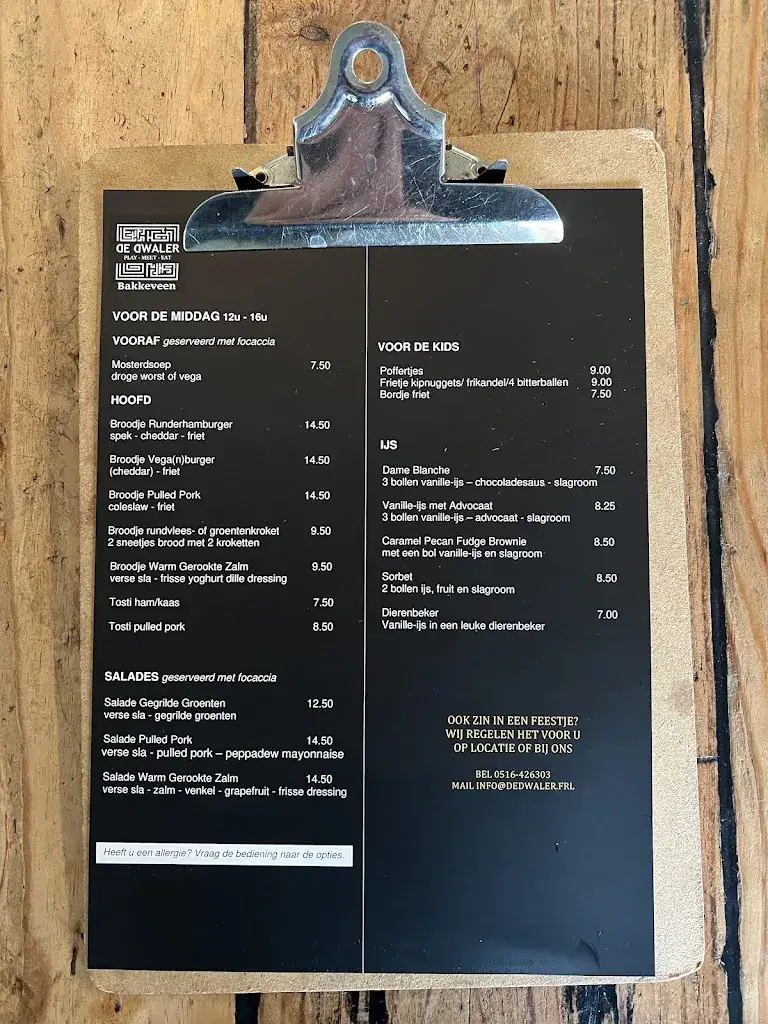 DE DWALER
PLAY - MEET - EAT
Bakkeveen
VOOR DE MIDDAG 12u - 16u
VOORAF geserveerd met focaccia
Mosterdsoep 7.50
droge worst of vega
HOOFD
Broodje Runderhamburger 14.50
spek - cheddar - friet
Broodje Vega(n)burger 14.50
(cheddar) - friet
Broodje Pulled Pork 14.50
coleslaw - friet
Broodje rundvlees- of groentenkroket 9.50
2 sneetjes brood met 2 kroketten
Broodje Warm Gerookte Zalm 9.50
verse sla - frisse yoghurt dille dressing
Tosti ham/kaas 7.50
Tosti pulled pork 8.50
SALADES geserveerd met focaccia
Salade Gegrilde Groenten 12.50
verse sla - gegrilde groenten
Salade Pulled Pork 14.50
verse sla - pulled pork – peppadew mayonnaise
Salade Warm Gerookte Zalm 14.50
verse sla - zalm - venkel - grapefruit - frisse dressing
Heeft u een allergie? Vraag de bediening naar de opties.
VOOR DE KIDS
Poffertjes 9.00
Frietje kipnuggets/ frikandel/4 bitterballen 9.00
Bordje friet 7.50
IJS
Dame Blanche 7.50
3 bollen vanille-ijs – chocoladesaus - slagroom
Vanille-ijs met Advocaat 8.25
3 bollen vanille-ijs – advocaat - slagroom
Caramel Pecan Fudge Brownie 8.50
met een bol vanille-ijs en slagroom
Sorbet 8.50
2 bollen ijs, fruit en slagroom
Dierenbeker 7.00
Vanille-ijs in een leuke dierenbeker
OOK ZIN IN EEN FEESTJE?
WIJ REGELEN HET VOOR U
OP LOCATIE OF BIJ ONS
BEL 0516-426303
MAIL INFO@DEDWALER.FRL